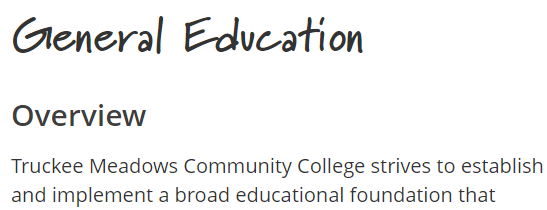 General Education
Overview
Truckee Meadows Community College strives to establish
and implement a broad educational foundation that